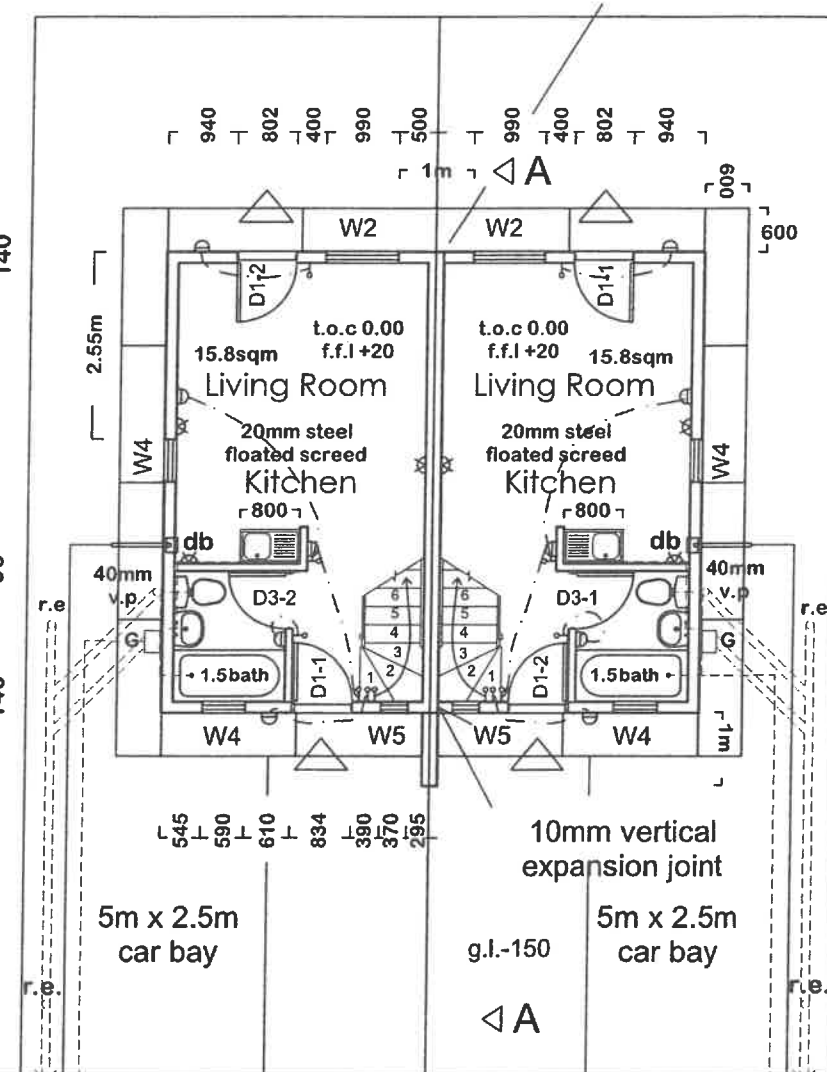 940 802 400 990 500 990 400 802 940
1m A 600
140
W2 W2 600
D1-2 D1-1
2.55m
t.o.c 0.00 t.o.c 0.00
15.8sqm f.f.l +20 f.f.l +20 15.8sqm
Living Room Living Room
20mm steel 20mm steel
floated screed floated screed
W4 Kitchen Kitchen W4
800 800
db db
40mm 40mm
v.p v.p
r.e D3-2 6 6 D3-1 r.e
5 5
G 4 4 G
3 3
1.5bath D1-1 1 2 2 1 D1-2 1.5bath
140
W4 W5 W5 W4 1m
545 590 610 834 390 370 295
10mm vertical
expansion joint
5m x 2.5m 5m x 2.5m
car bay g.l.-150 car bay
r.e. r.e.
A